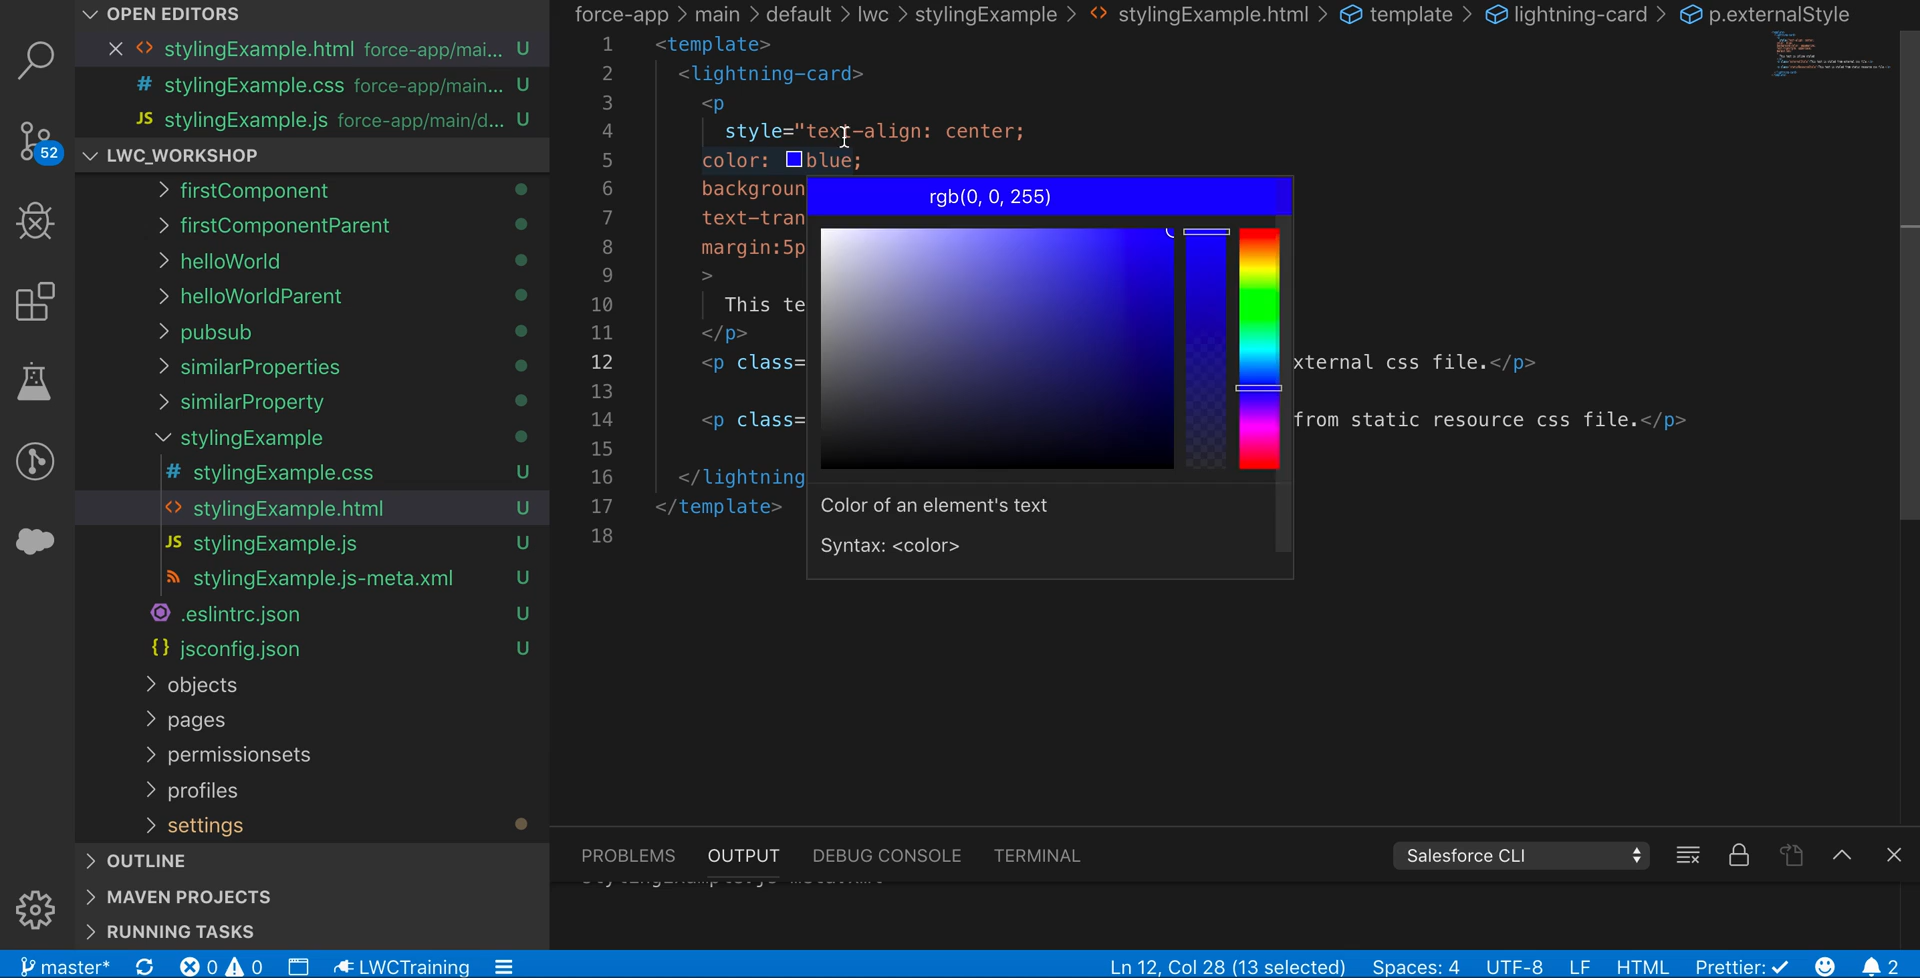 OPEN EDITORS
stylingExample.html force-app/mai... U
stylingExample.css force-app/main... U
JS stylingExample.js force-app/main/d... U
52
LWC_WORKSHOP
firstComponent
firstComponentParent
helloWorld
helloWorldParent
pubsub
similarProperties
similarProperty
stylingExample
# stylingExample.css U
<> stylingExample.html U
JS stylingExample.js U
stylingExample.js-meta.xml U
.eslintrc.json U
{} jsconfig.json U
objects
pages
permissionsets
profiles
settings
OUTLINE
MAVEN PROJECTS
RUNNING TASKS
force-app > main > default > lwc > stylingExample > <> stylingExample.html > template > lightning-card > p.externalStyle
1 <template>
2 <lightning-card>
3 <p
4 style="text-align: center;
5 color: blue;
6 backgroun
7 text-tran
8 margin:5p
9 >
10 This te
11 </p>
12 <p class= xternal css file.</p>
13
14 <p class= from static resource css file.</p>
15
16 </lightning
17 </template>
18
rgb(0, 0, 255)
Color of an element's text
Syntax: <color>
PROBLEMS OUTPUT DEBUG CONSOLE TERMINAL Salesforce CLI
master* 0 0 LWCTraining Ln 12, Col 28 (13 selected) Spaces: 4 UTF-8 LF HTML Prettier: ✓ 2